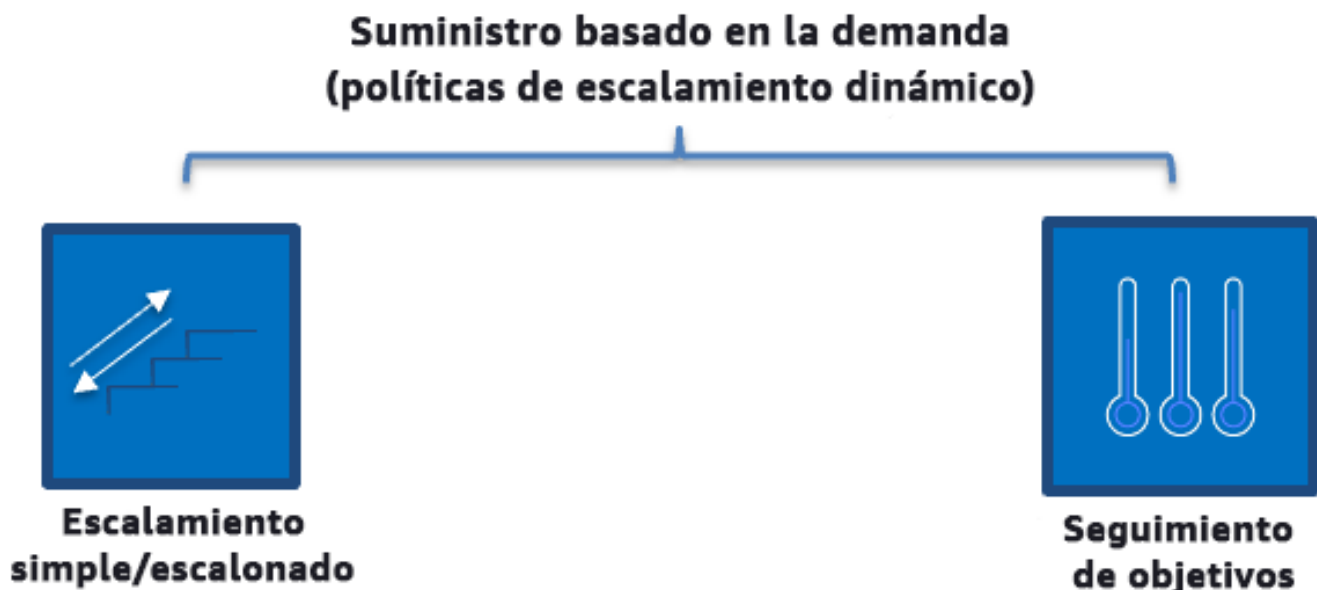 Suministro basado en la demanda
(políticas de escalamiento dinámico)
Escalamiento
simple/escalonado
Seguimiento
de objetivos